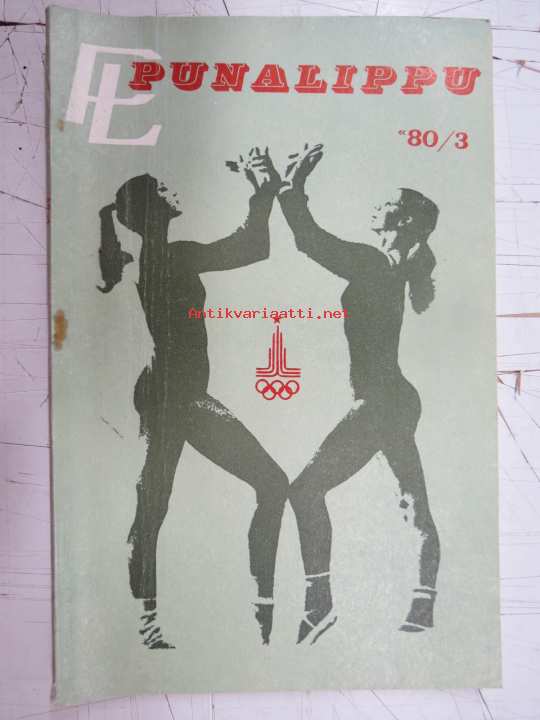 PL PUNALIPPU
“80/3
Antikvariaatti.net